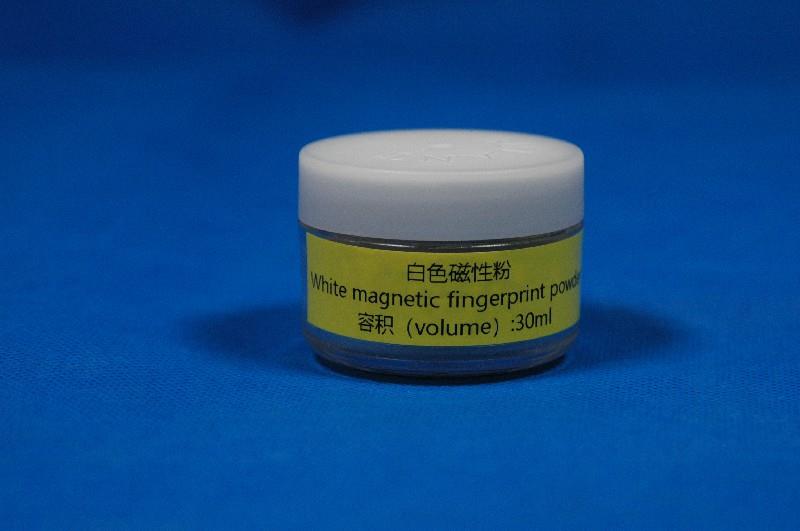 白色磁性粉
White magnetic fingerprint powde
容积（volume）:30ml